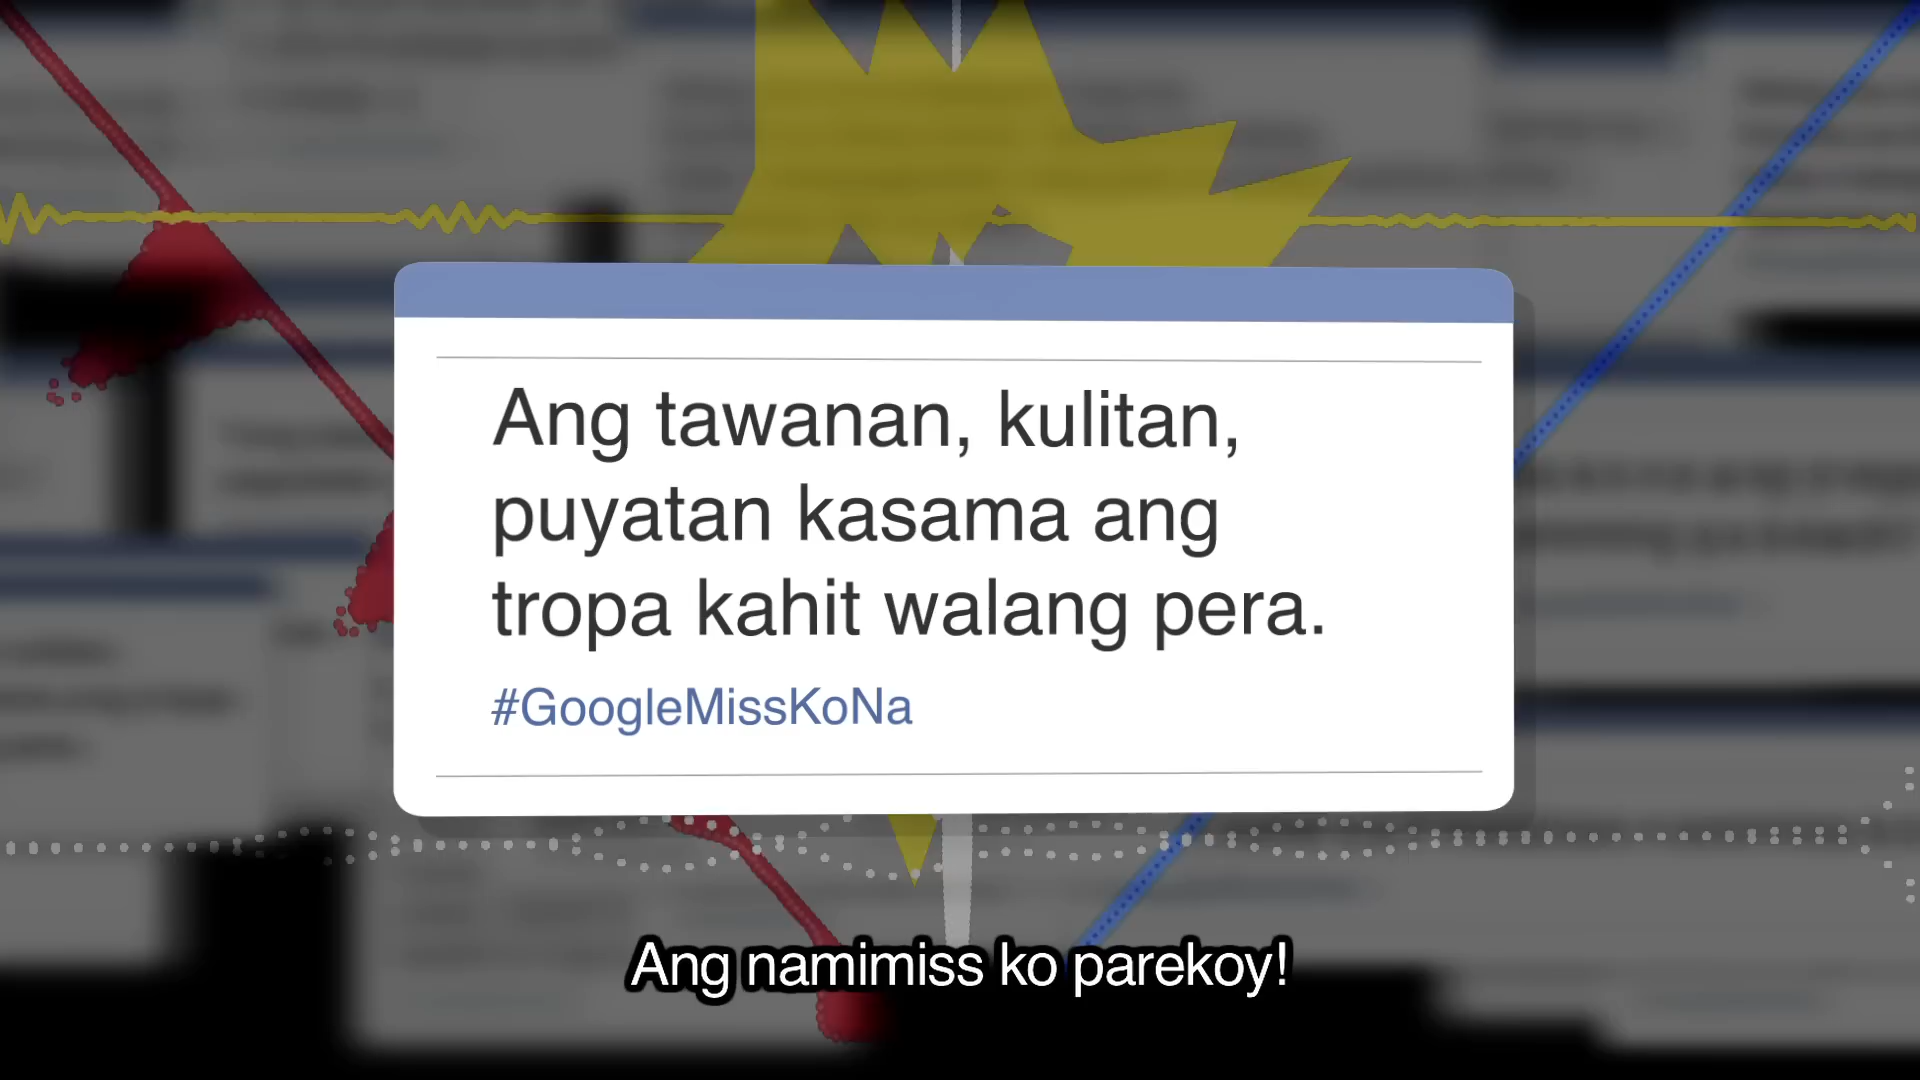 Ang tawanan, kulitan,
puyatan kasama ang
tropa kahit walang pera.
#GoogleMissKoNa
Ang namimiss ko parekoy!